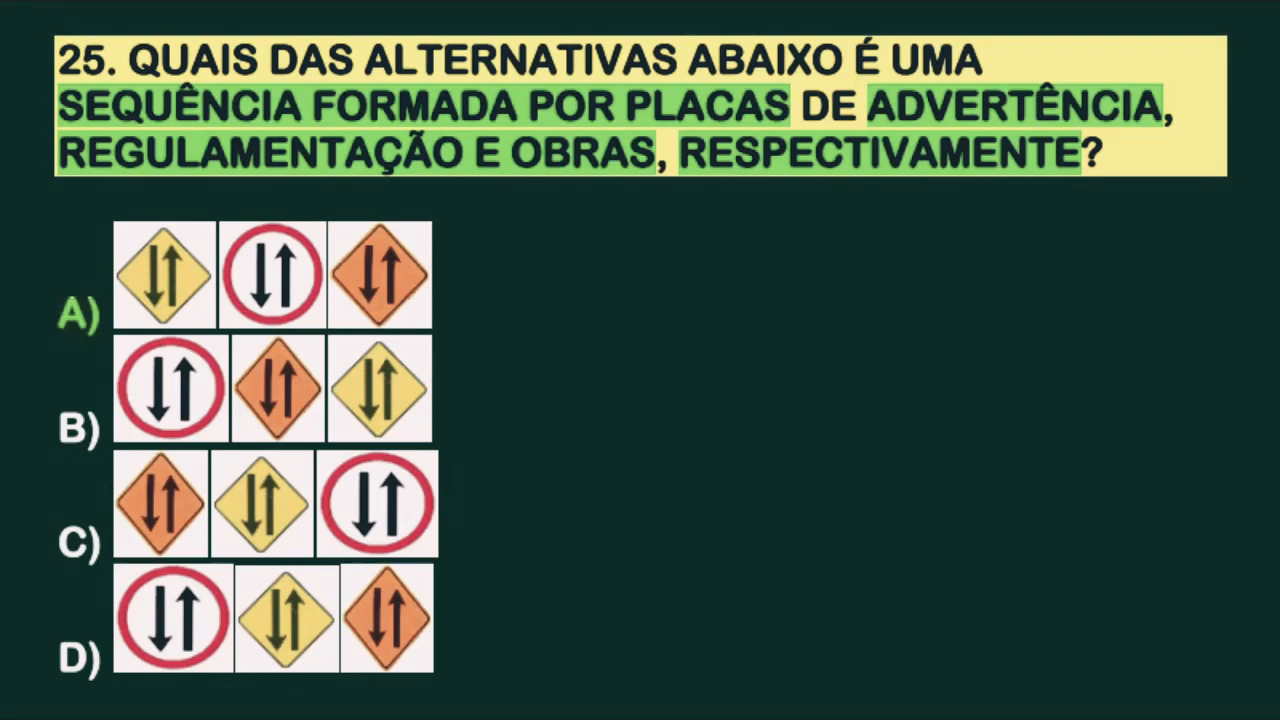 25. QUAIS DAS ALTERNATIVAS ABAIXO É UMA
SEQUÊNCIA FORMADA POR PLACAS DE ADVERTÊNCIA,
REGULAMENTAÇÃO E OBRAS, RESPECTIVAMENTE?
A)
B)
C)
D)